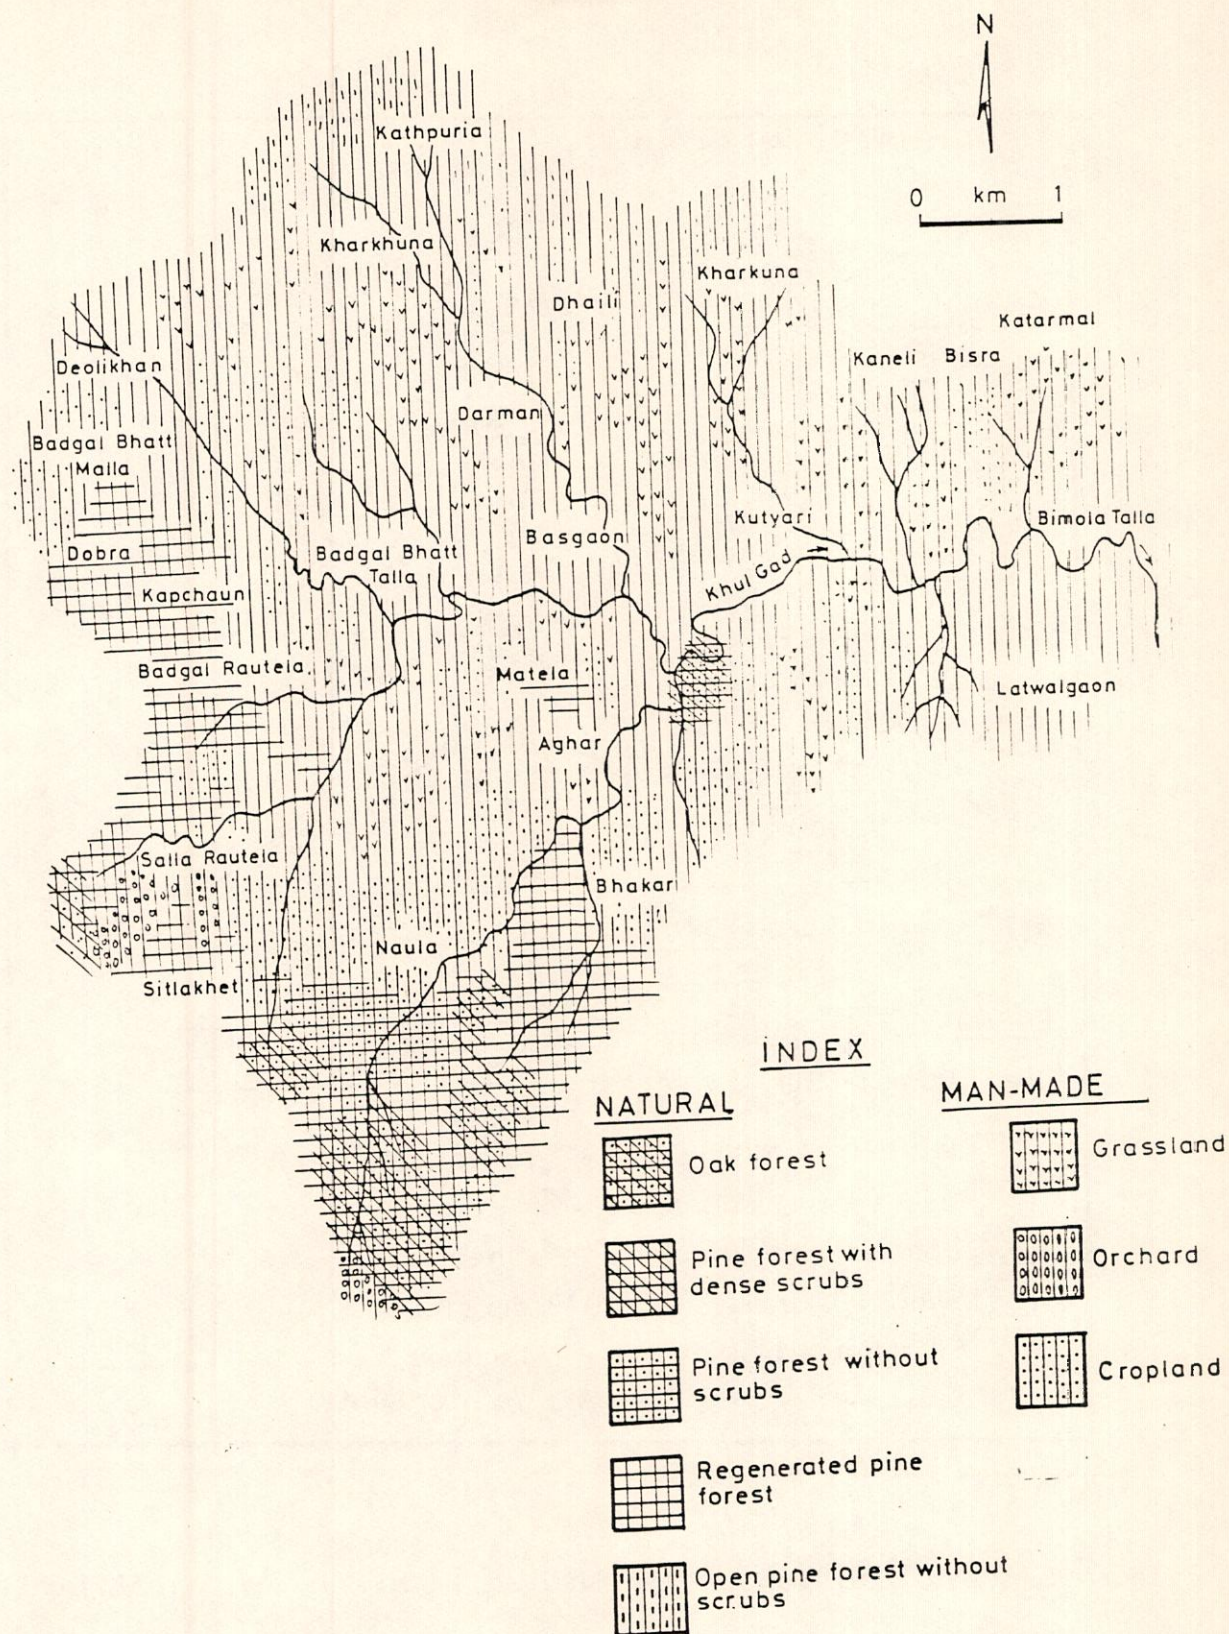 N
0 km 1
Kathpuria
Kharkhuna
Kharkuna
Dhaili
Katarmal
Kaneli Bisra
Deolikhan
Darman
Badgal Bhatt
Malla
Kutyari
Bimola Talla
Basgaon
Dobra
Badgal Bhatt
Talla
Khul Gad
Kapchaun
Badgal Rautela
Matela
Latwalgaon
Aghar
Salla Rautela
Bhakar
Naula
Sitlakhet
INDEX
NATURAL
Oak forest
Pine forest with
dense scrubs
Pine forest without
scrubs
Regenerated pine
forest
Open pine forest without
scrubs
MAN-MADE
Grassland
Orchard
Cropland